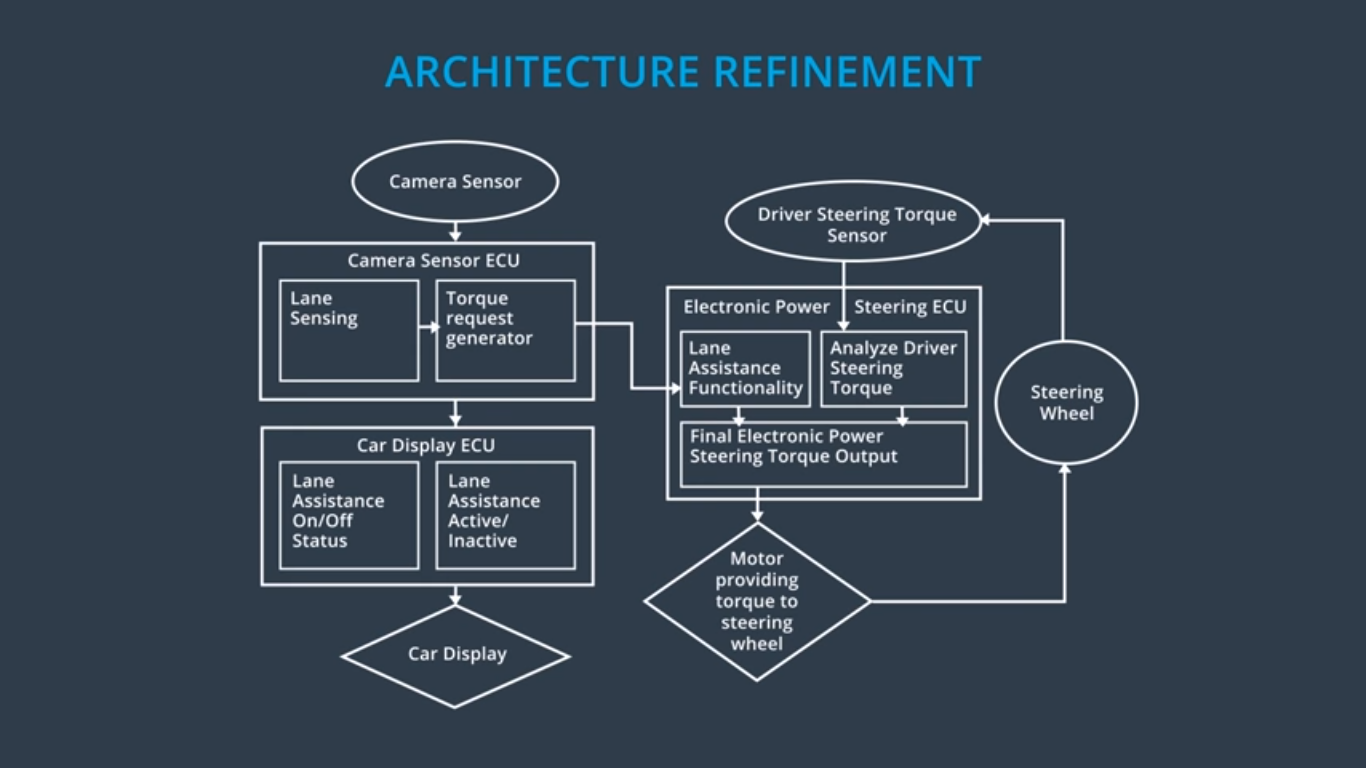 ARCHITECTURE REFINEMENT
Camera Sensor
Camera Sensor ECU
Lane
Sensing
Torque
request
generator
Car Display ECU
Lane
Assistance
On/Off
Status
Lane
Assistance
Active/
Inactive
Car Display
Driver Steering Torque
Sensor
Electronic Power Steering ECU
Lane
Assistance
Functionality
Analyze Driver
Steering
Torque
Final Electronic Power
Steering Torque Output
Motor
providing
torque to
steering
wheel
Steering
Wheel